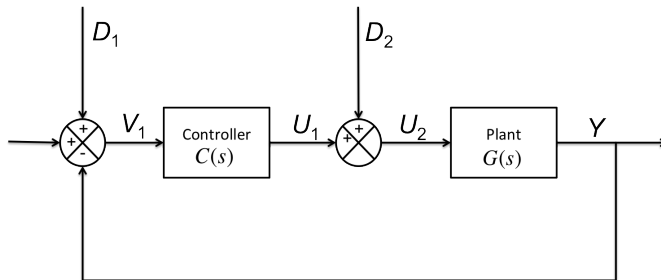 D1
D2
+
+
-
V1
Controller
C(s)
U1
+
+
U2
Plant
G(s)
Y